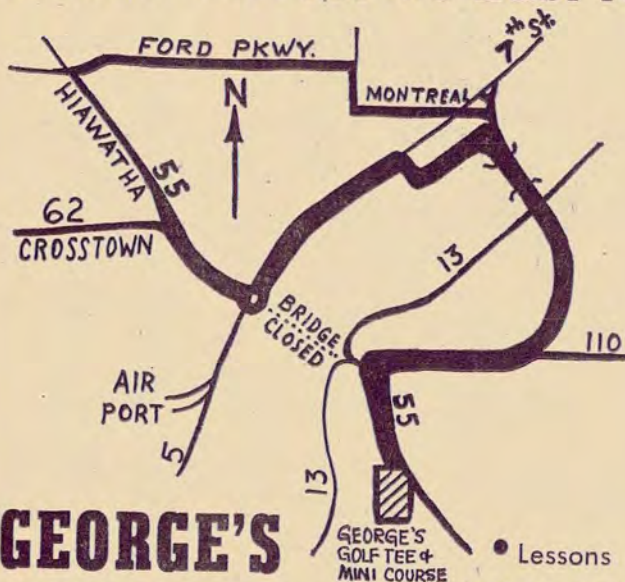 FORD PKWY.
7th St.
N
MONTREAL
HIAWATHA
55
62
CROSSTOWN
13
BRIDGE
CLOSED
110
AIR
PORT
55
5
13
GEORGE'S
GEORGE'S
GOLF TEE &
MINI COURSE
• Lessons